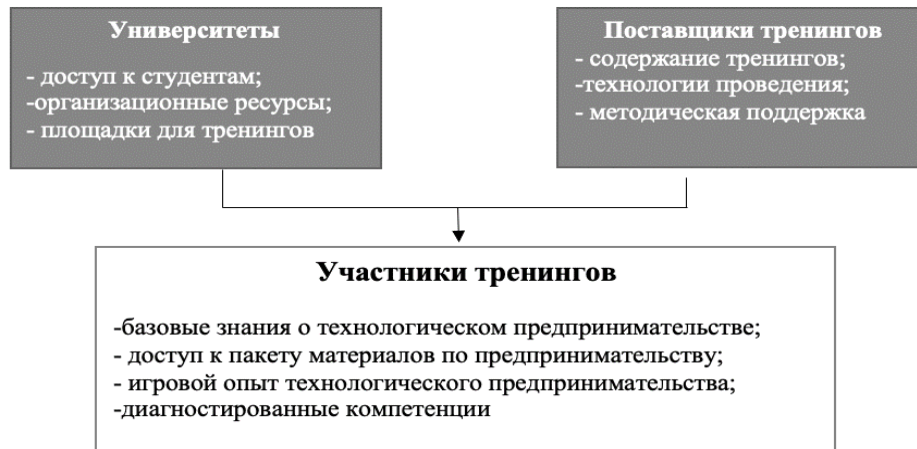 Университеты
- доступ к студентам;
-организационные ресурсы;
- площадки для тренингов
Поставщики тренингов
- содержание тренингов;
-технологии проведения;
- методическая поддержка
Участники тренингов
-базовые знания о технологическом предпринимательстве;
- доступ к пакету материалов по предпринимательству;
- игровой опыт технологического предпринимательства;
-диагностированные компетенции